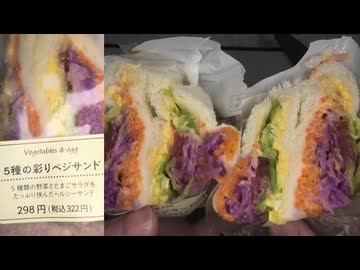 Vegetables & egg
5種の彩りベジサンド
5種類の野菜とたまごサラダを
たっぷり挟んだヘルシーサンド
298円(税込322円)